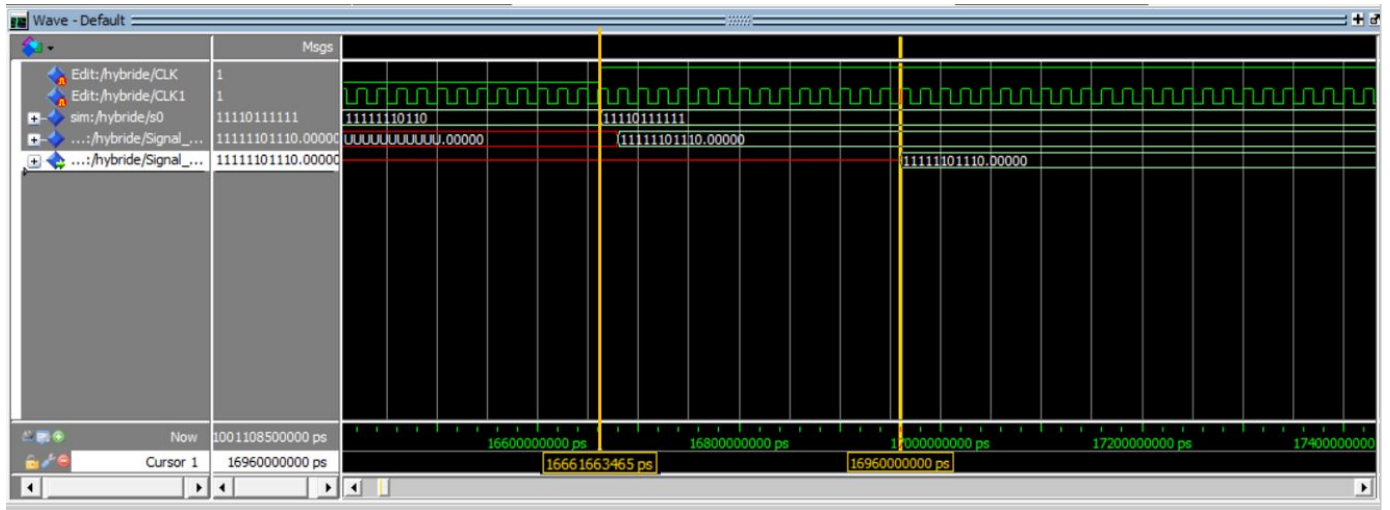 Wave - Default
Msgs
Edit:/hybride/CLK 1
Edit:/hybride/CLK1 1
sim:/hybride/s0 11110111111 11111110110 11110111111
...:/hybride/Signal_... 11111101110.00000 UUUUUUUUUUU.00000 11111101110.00000
...:/hybride/Signal_... 11111101110.00000 11111101110.00000
Now 1001108500000 ps 16600000000 ps 16800000000 ps 17000000000 ps 17200000000 ps 17400000000
Cursor 1 16960000000 ps 16661663465 ps 16960000000 ps